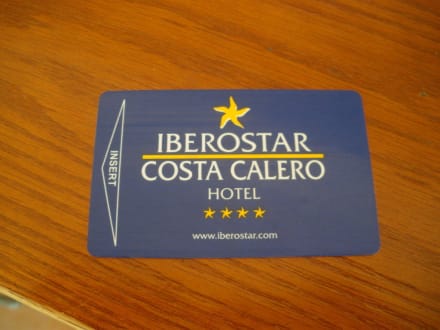 IBEROSTAR
COSTA CALERO
HOTEL
www.iberostar.com
INSERT